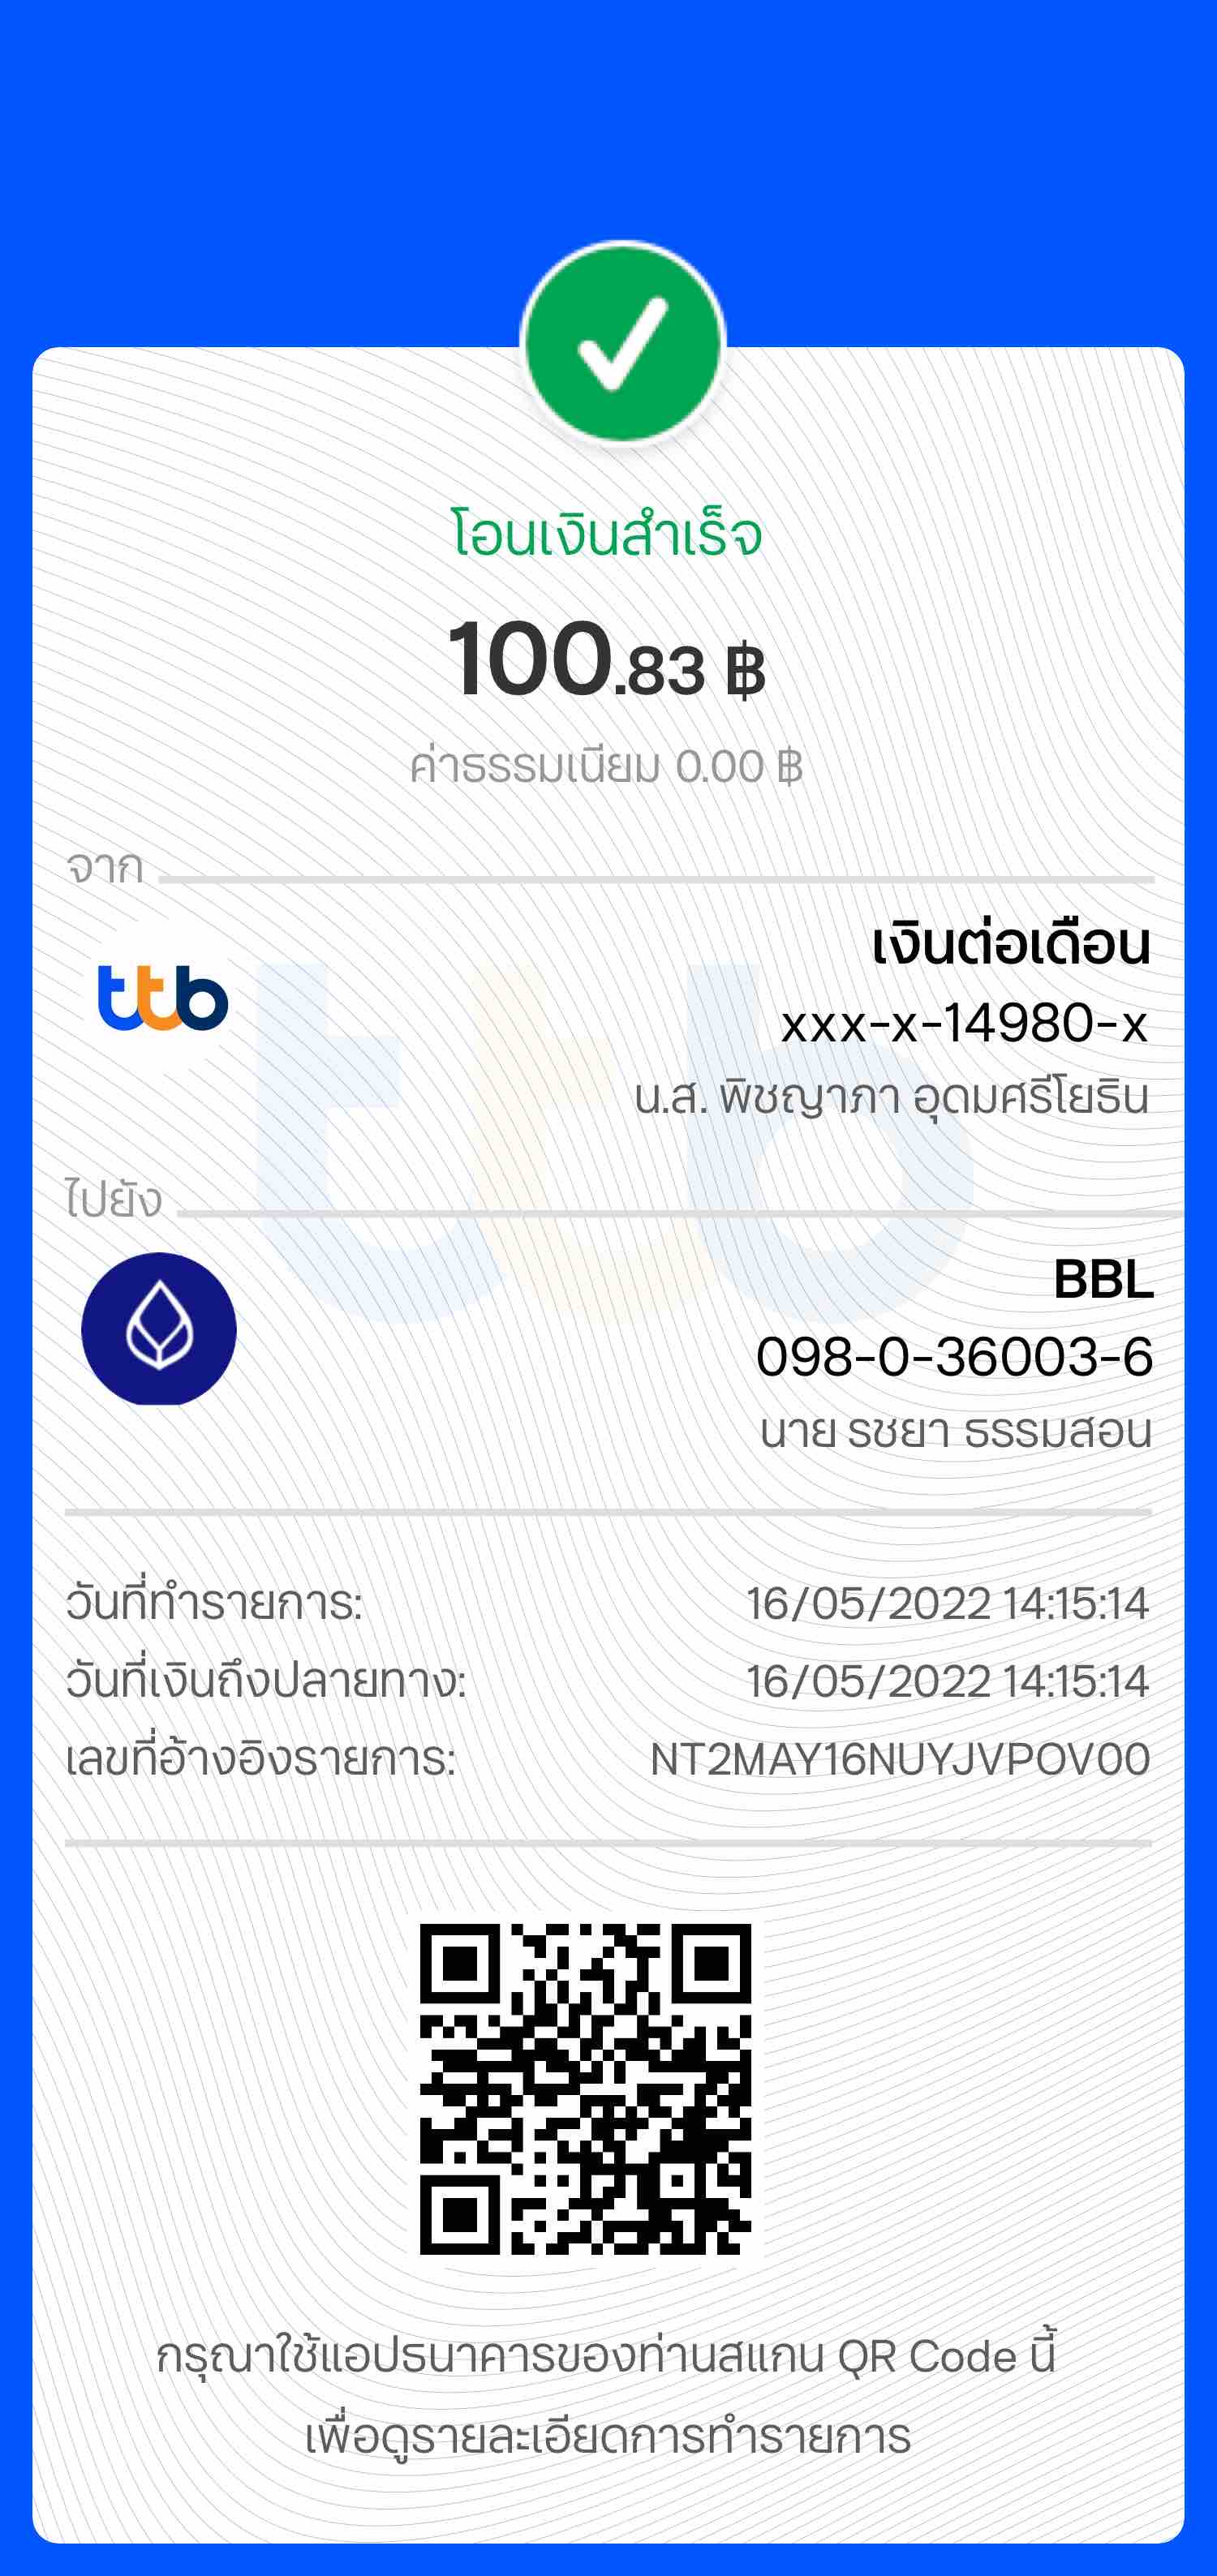 โอนเงินสำเร็จ
100.83 ฿
ค่าธรรมเนียม 0.00 ฿
จาก
ttb
เงินต่อเดือน
xxx-x-14980-x
น.ส. พิชญาภา อุดมศรีโยธิน
ไปยัง
BBL
098-0-36003-6
นาย รชยา ธรรมสอน
วันที่ทำรายการ: 16/05/2022 14:15:14
วันที่เงินถึงปลายทาง: 16/05/2022 14:15:14
เลขที่อ้างอิงรายการ: NT2MAY16NUYJVPOV00
กรุณาใช้แอปธนาคารของท่านสแกน QR Code นี้
เพื่อดูรายละเอียดการทำรายการ